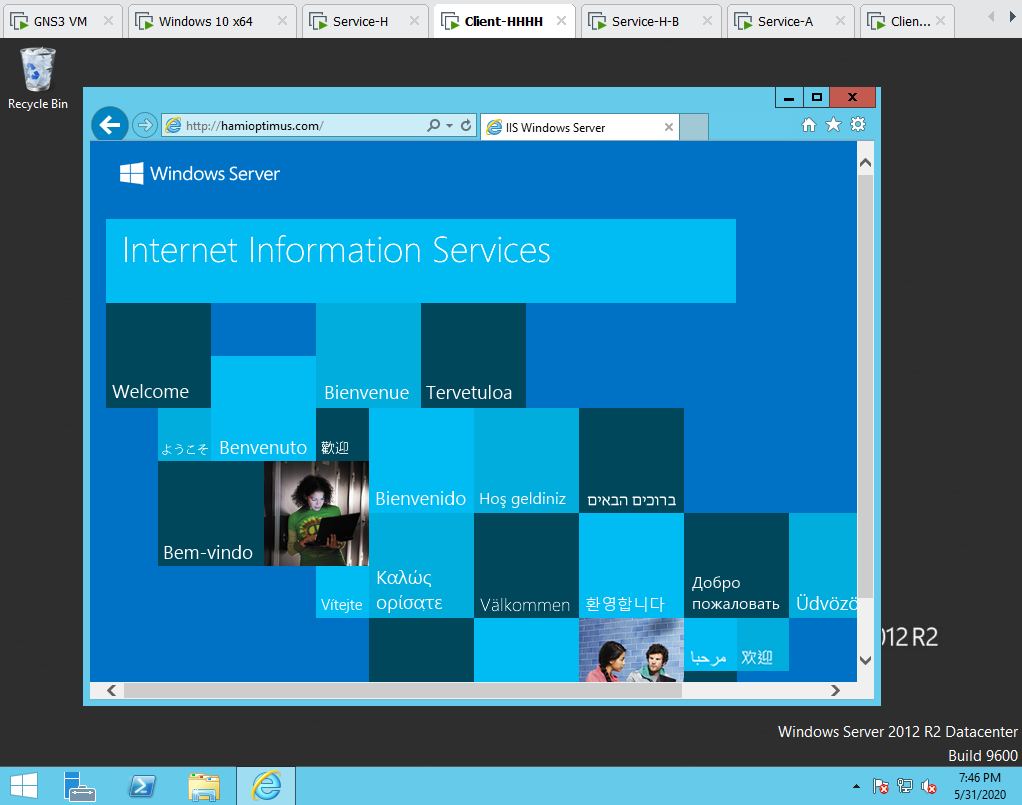 GNS3 VM
Windows 10 x64
Service-H
Client-HHHH
Service-H-B
Service-A
Clien...
Recycle Bin
http://hamioptimus.com/
IIS Windows Server
Windows Server
Internet Information Services
Welcome
Bienvenue
Tervetuloa
ようこそ
Benvenuto
歡迎
Bienvenido
Hoş geldiniz
ברוכים הבאים
Bem-vindo
Vítejte
Καλώς
ορίσατε
Välkommen
환영합니다
Добро
пожаловать
Üdvözö
مرحبا
欢迎
012 R2
Windows Server 2012 R2 Datacenter
Build 9600
7:46 PM
5/31/2020